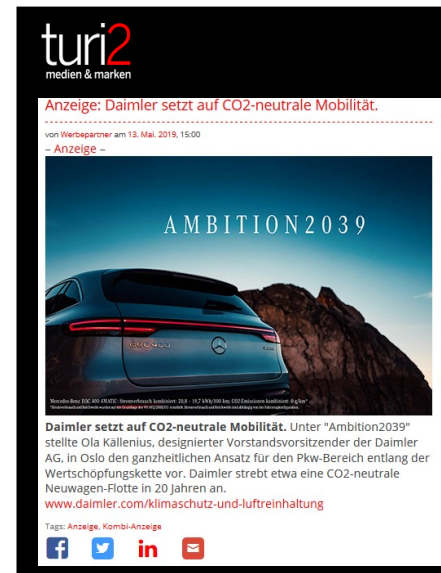 turi2
medien & marken
Anzeige: Daimler setzt auf CO2-neutrale Mobilität.
von Werbepartner am 13. Mai. 2019, 15:00
– Anzeige –
AMBITION2039
EQC 400
Mercedes-Benz EQC 400 4MATIC: Stromverbrauch kombiniert: 20,8 – 19,7 kWh/100 km; CO2-Emissionen kombiniert: 0 g/km*
Daimler setzt auf CO2-neutrale Mobilität. Unter "Ambition2039"
stellte Ola Källenius, designierter Vorstandsvorsitzender der Daimler
AG, in Oslo den ganzheitlichen Ansatz für den Pkw-Bereich entlang der
Wertschöpfungskette vor. Daimler strebt etwa eine CO2-neutrale
Neuwagen-Flotte in 20 Jahren an.
www.daimler.com/klimaschutz-und-luftreinhaltung
Tags: Anzeige, Kombi-Anzeige
f
in